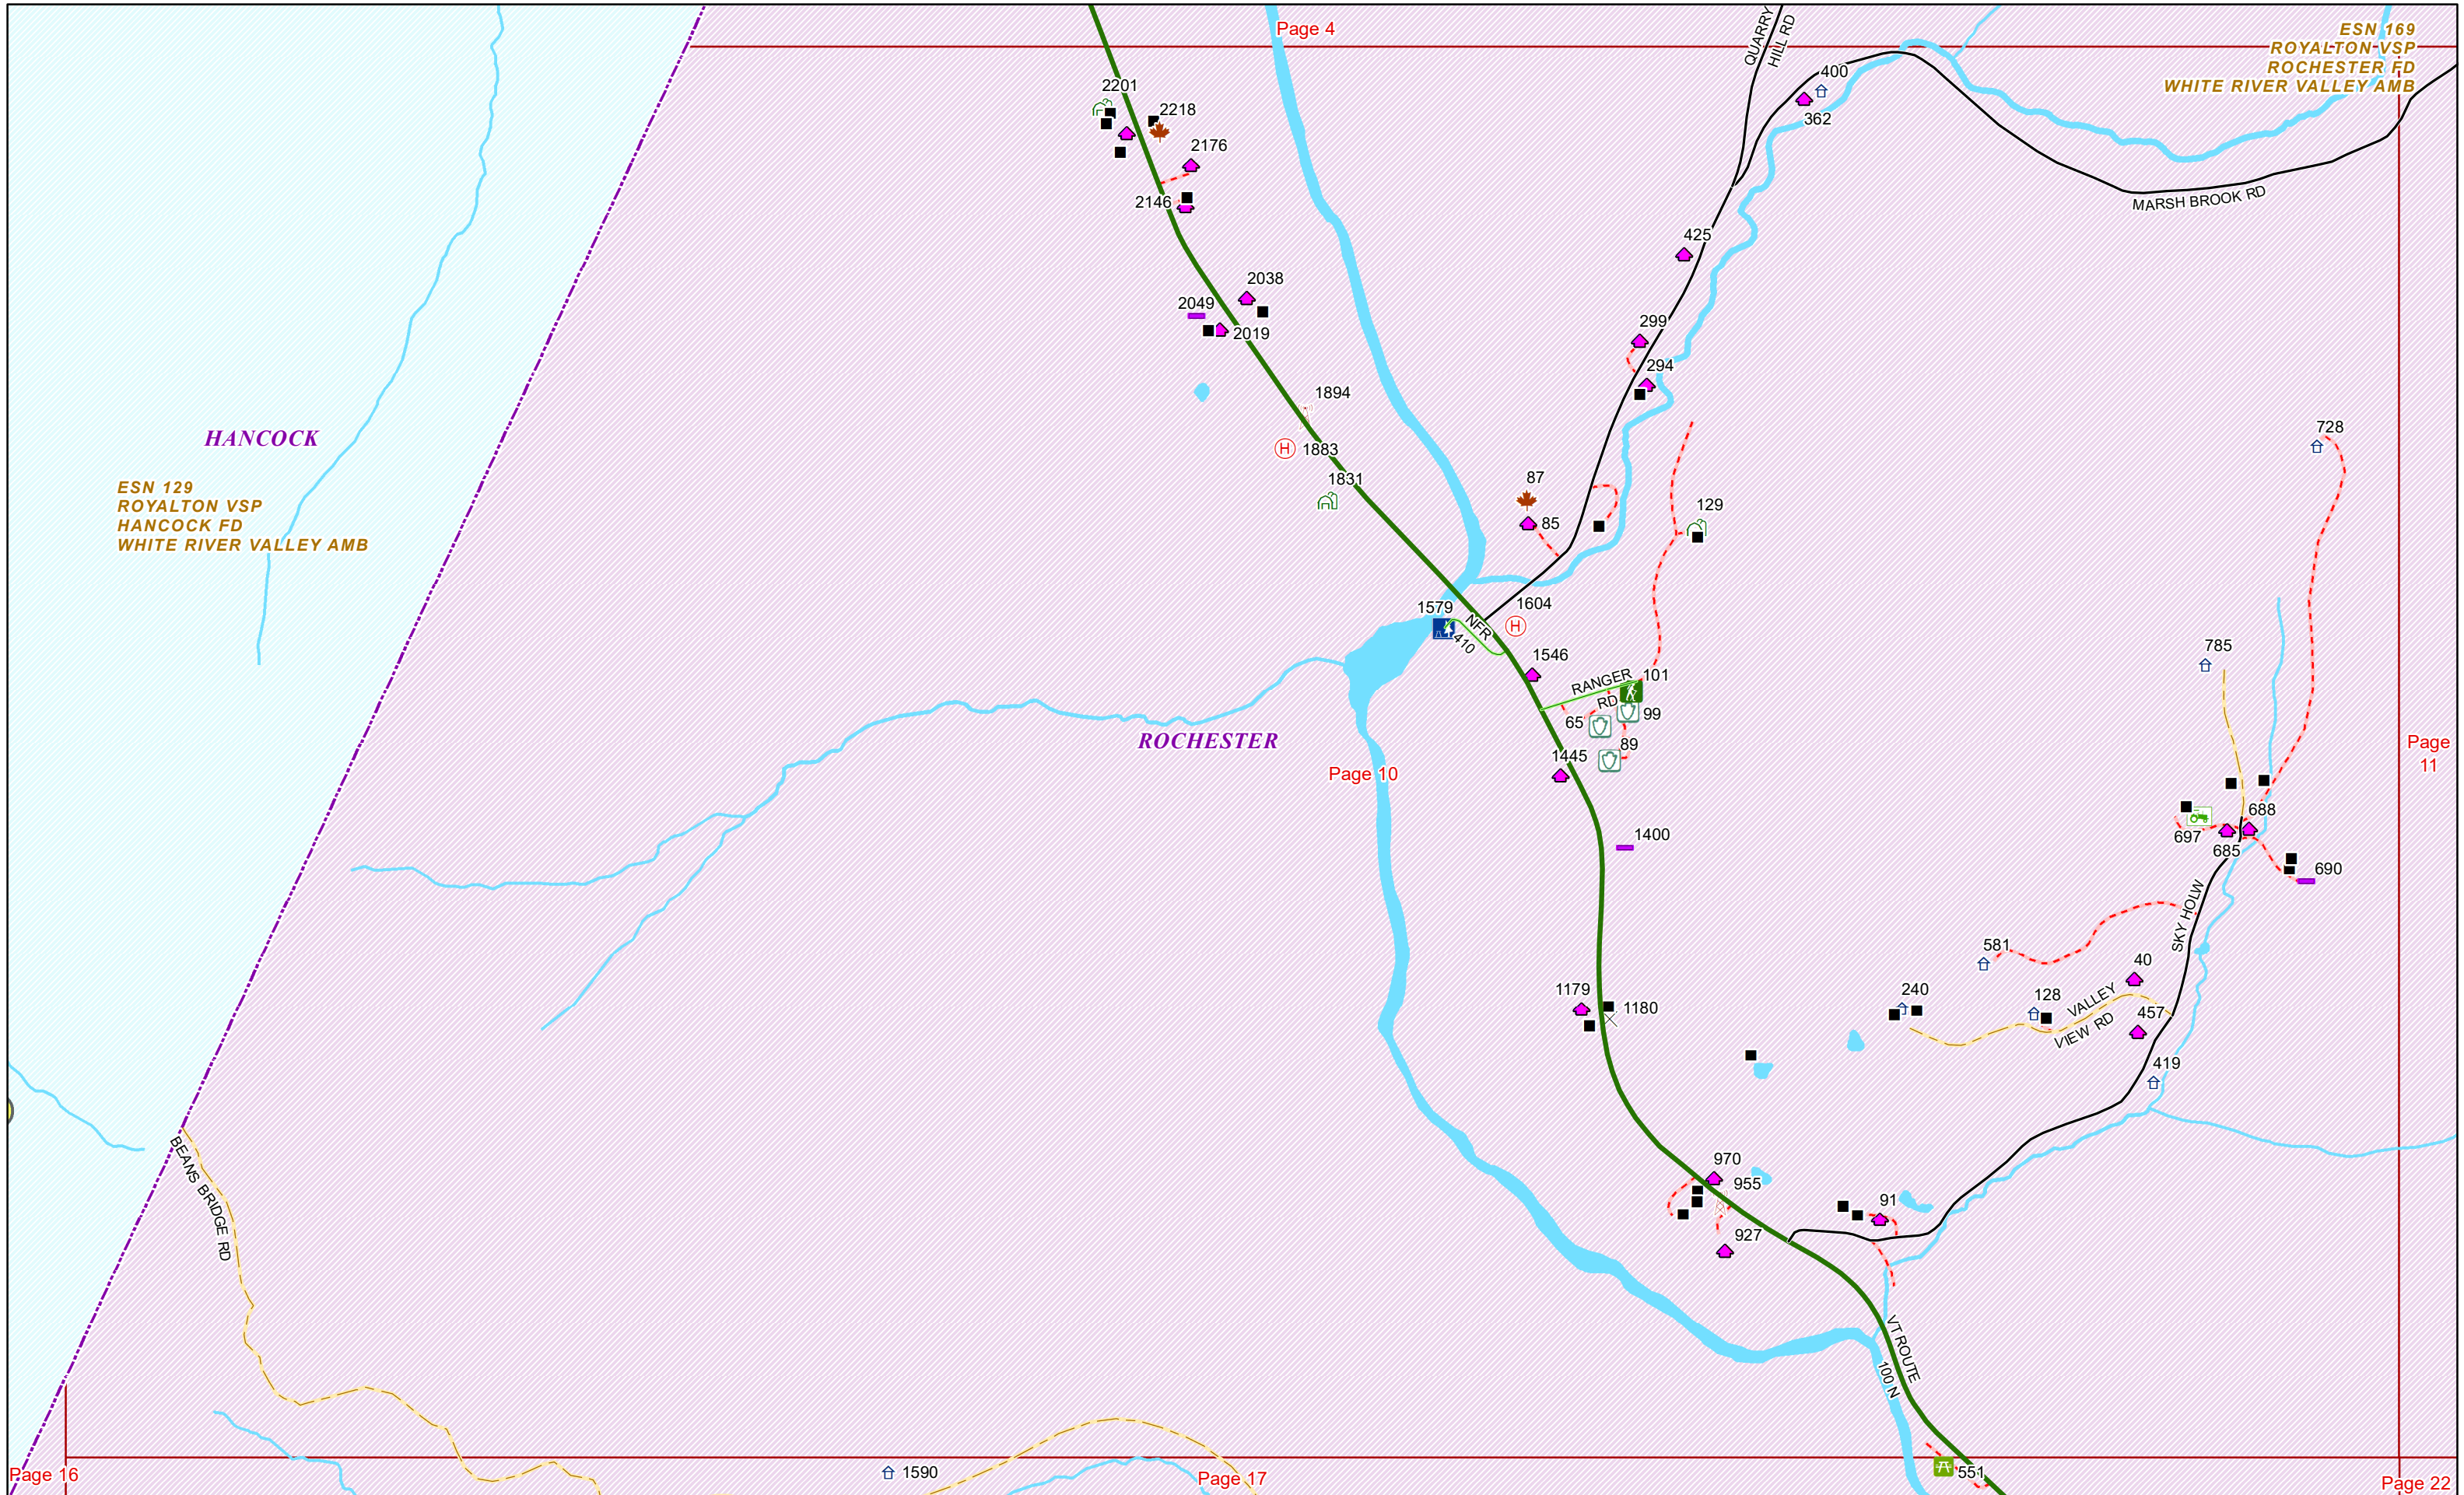 Page 4
QUARRY
HILL RD
ESN 169
ROYALTON VSP
ROCHESTER FD
WHITE RIVER VALLEY AMB
400
362
2201
2218
2176
2146
MARSH BROOK RD
425
2038
2049
2019
299
294
1894
1883
1831
HANCOCK
ESN 129
ROYALTON VSP
HANCOCK FD
WHITE RIVER VALLEY AMB
728
87
85
129
1579
1604
NFR
410
1546
RANGER
RD
101
65
99
89
785
ROCHESTER
Page 10
1445
Page
11
1400
688
697
685
690
SKY HOLW
581
40
240
128
VALLEY
VIEW RD
457
1179
1180
419
BEANS BRIDGE RD
970
955
91
927
VT ROUTE
100 N
Page 16
1590
Page 17
551
Page 22
H
H